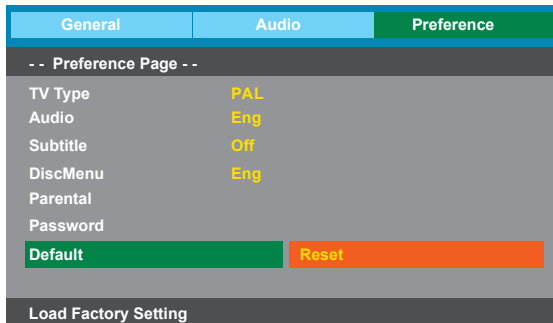 General Audio Preference
- - Preference Page - -
TV Type PAL
Audio Eng
Subtitle Off
DiscMenu Eng
Parental
Password
Default Reset
Load Factory Setting